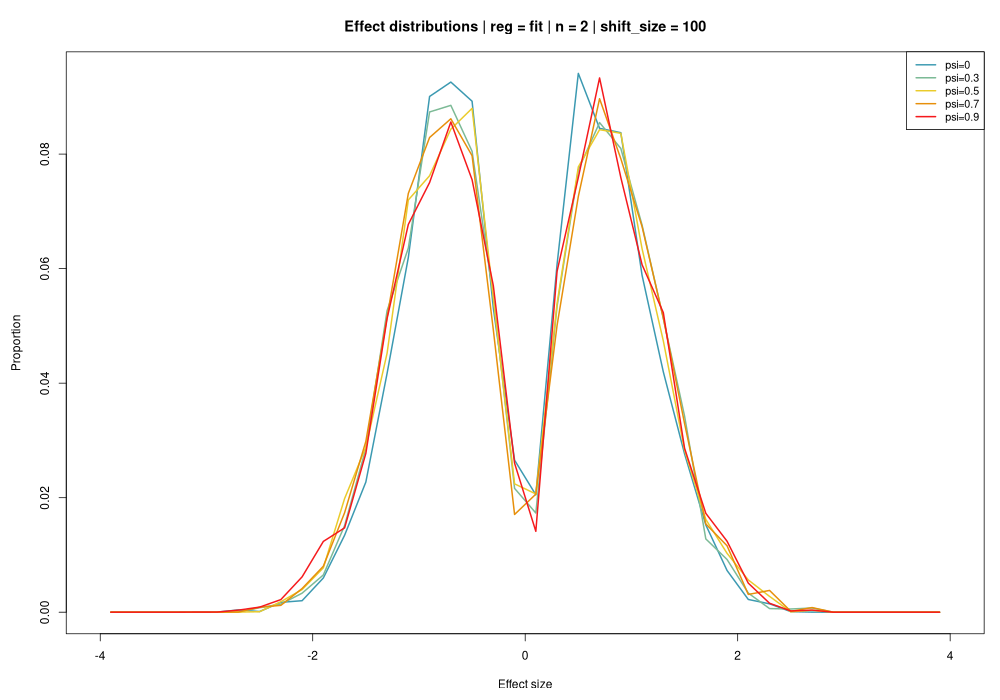 Effect distributions | reg = fit | n = 2 | shift_size = 100
psi=0
psi=0.3
psi=0.5
psi=0.7
psi=0.9
Proportion
0.08
0.06
0.04
0.02
0.00
-4 -2 0 2 4
Effect size